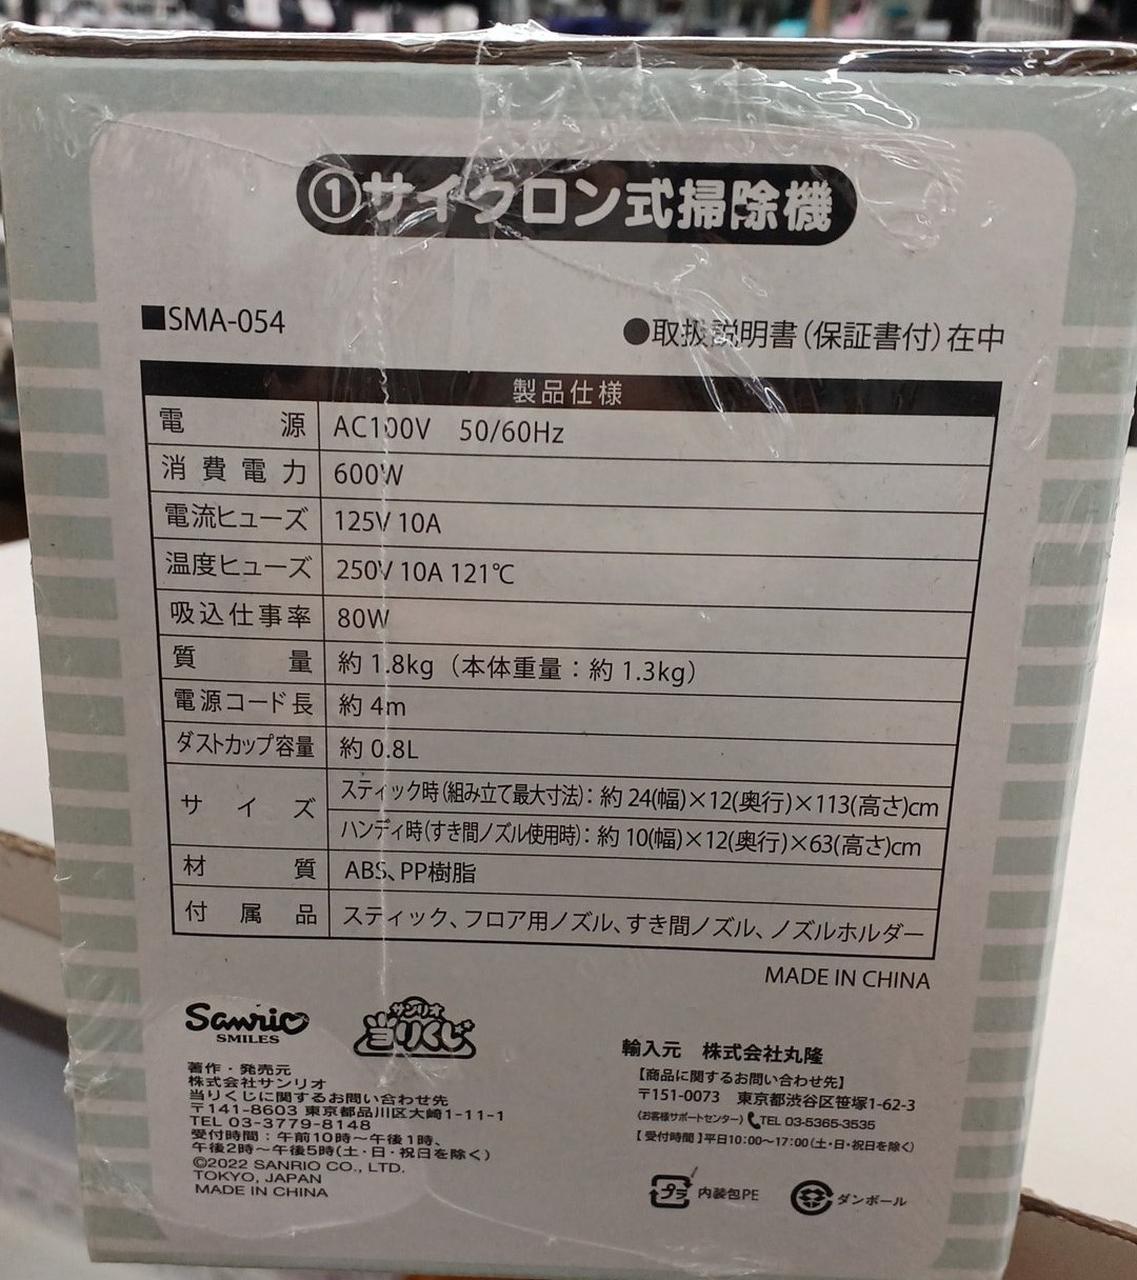 ①サイクロン式掃除機
■SMA-054
●取扱説明書(保証書付)在中
製品仕様
電源 AC100V 50/60Hz
消費電力 600W
電流ヒューズ 125V 10A
温度ヒューズ 250V 10A 121℃
吸込仕事率 80W
質量 約 1.8kg (本体重量:約 1.3kg)
電源コード長 約 4m
ダストカップ容量 約 0.8L
サイズ スティック時(組み立て最大寸法):約 24(幅)×12(奥行)×113(高さ)cm
ハンディ時(すき間ノズル使用時):約 10(幅)×12(奥行)×63(高さ)cm
材質 ABS、PP樹脂
付属品 スティック、フロア用ノズル、すき間ノズル、ノズルホルダー
MADE IN CHINA
Sanrio
SMILES
サンリオ
当りくじ
著作・発売元
株式会社サンリオ
当りくじに関するお問い合わせ先
〒141-8603 東京都品川区大崎1-11-1
TEL 03-3779-8148
受付時間:午前10時〜午後1時、
午後2時〜午後5時(土・日・祝日を除く)
©2022 SANRIO CO., LTD.
TOKYO, JAPAN
MADE IN CHINA
輸入元 株式会社丸隆
【商品に関するお問い合わせ先】
〒151-0073 東京都渋谷区笹塚1-62-3
(お客様サポートセンター) TEL 03-5365-3535
【受付時間】平日10:00〜17:00(土・日・祝日を除く)
プラ 内装包PE
ダンボール